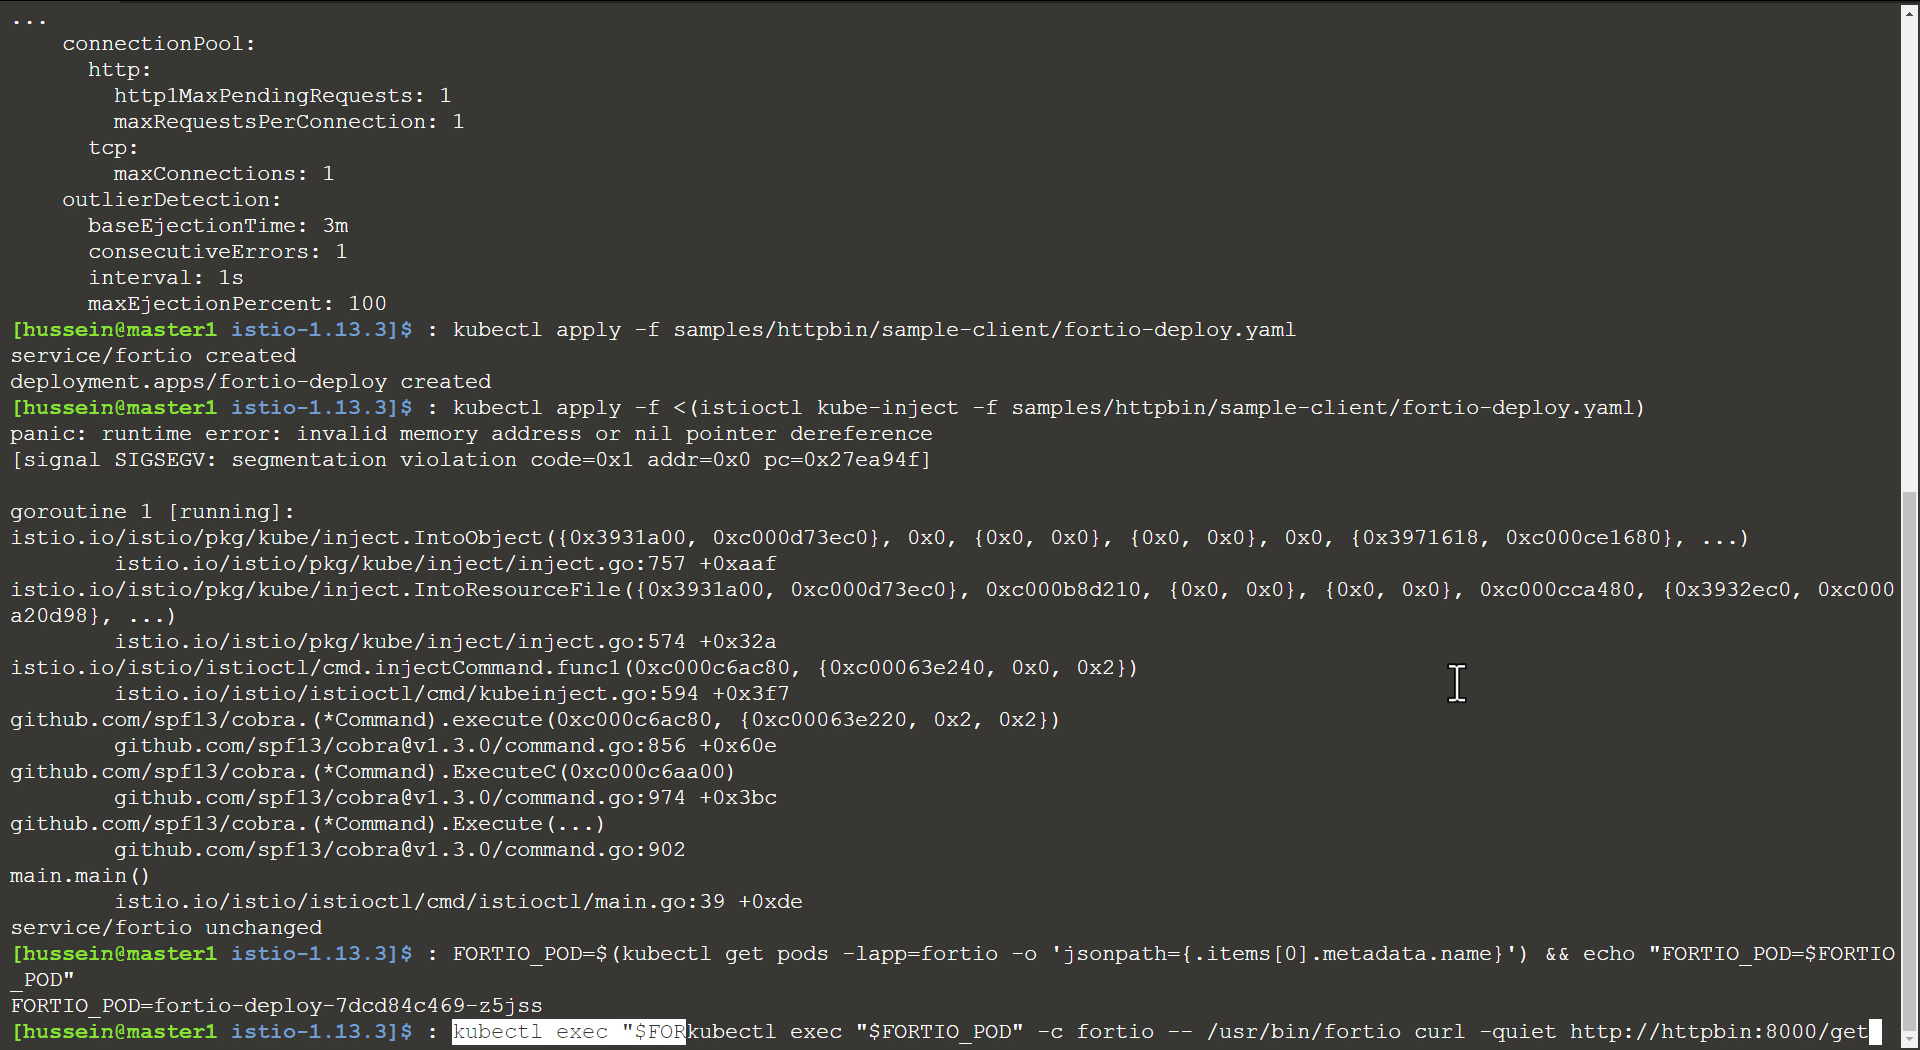 ...
    connectionPool:
      http:
        http1MaxPendingRequests: 1
        maxRequestsPerConnection: 1
      tcp:
        maxConnections: 1
    outlierDetection:
      baseEjectionTime: 3m
      consecutiveErrors: 1
      interval: 1s
      maxEjectionPercent: 100
[hussein@master1 istio-1.13.3]$ : kubectl apply -f samples/httpbin/sample-client/fortio-deploy.yaml
service/fortio created
deployment.apps/fortio-deploy created
[hussein@master1 istio-1.13.3]$ : kubectl apply -f <(istioctl kube-inject -f samples/httpbin/sample-client/fortio-deploy.yaml)
panic: runtime error: invalid memory address or nil pointer dereference
[signal SIGSEGV: segmentation violation code=0x1 addr=0x0 pc=0x27ea94f]

goroutine 1 [running]:
istio.io/istio/pkg/kube/inject.IntoObject({0x3931a00, 0xc000d73ec0}, 0x0, {0x0, 0x0}, {0x0, 0x0}, 0x0, {0x3971618, 0xc000ce1680}, ...)
        istio.io/istio/pkg/kube/inject/inject.go:757 +0xaaf
istio.io/istio/pkg/kube/inject.IntoResourceFile({0x3931a00, 0xc000d73ec0}, 0xc000b8d210, {0x0, 0x0}, {0x0, 0x0}, 0xc000cca480, {0x3932ec0, 0xc000
a20d98}, ...)
        istio.io/istio/pkg/kube/inject/inject.go:574 +0x32a
istio.io/istio/istioctl/cmd.injectCommand.func1(0xc000c6ac80, {0xc00063e240, 0x0, 0x2})
        istio.io/istio/istioctl/cmd/kubeinject.go:594 +0x3f7
github.com/spf13/cobra.(*Command).execute(0xc000c6ac80, {0xc00063e220, 0x2, 0x2})
        github.com/spf13/cobra@v1.3.0/command.go:856 +0x60e
github.com/spf13/cobra.(*Command).ExecuteC(0xc000c6aa00)
        github.com/spf13/cobra@v1.3.0/command.go:974 +0x3bc
github.com/spf13/cobra.(*Command).Execute(...)
        github.com/spf13/cobra@v1.3.0/command.go:902
main.main()
        istio.io/istio/istioctl/cmd/istioctl/main.go:39 +0xde
service/fortio unchanged
[hussein@master1 istio-1.13.3]$ : FORTIO_POD=$(kubectl get pods -lapp=fortio -o 'jsonpath={.items[0].metadata.name}') && echo "FORTIO_POD=$FORTIO
_POD"
FORTIO_POD=fortio-deploy-7dcd84c469-z5jss
[hussein@master1 istio-1.13.3]$ : kubectl exec "$FORkubectl exec "$FORTIO_POD" -c fortio -- /usr/bin/fortio curl -quiet http://httpbin:8000/get